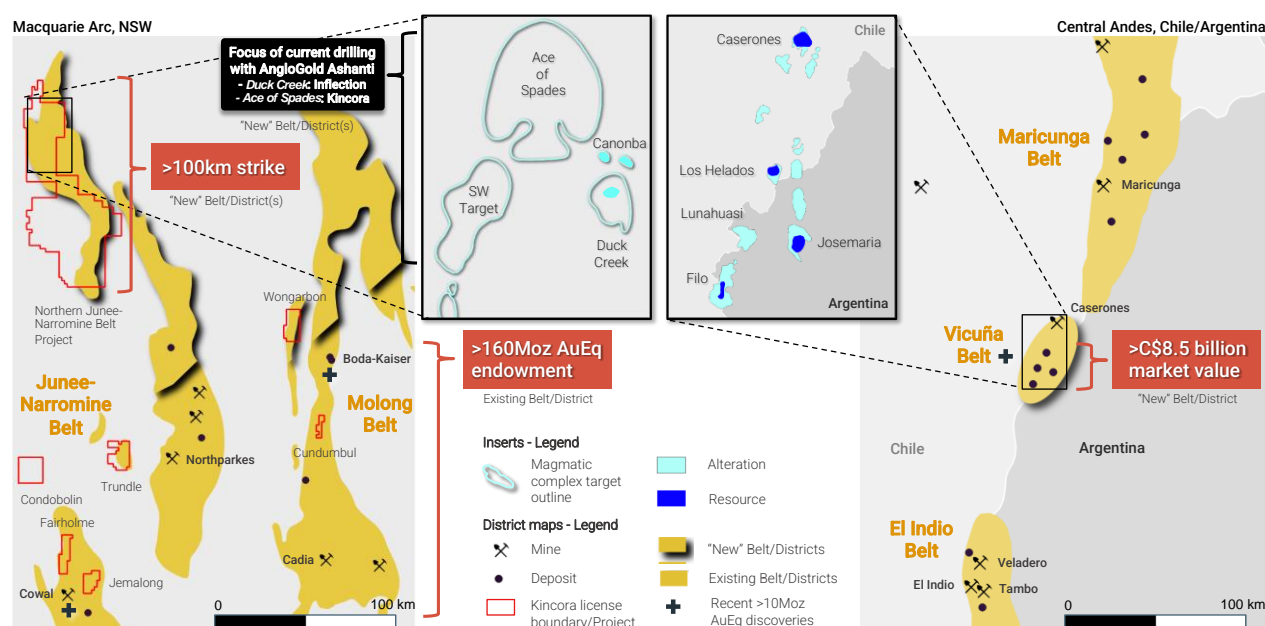 Macquarie Arc, NSW
Focus of current drilling
with AngloGold Ashanti
- Duck Creek: Inflection
- Ace of Spades: Kincora
"New" Belt/District(s)
>100km strike
"New" Belt/District(s)
Northern Junee-
Narromine Belt
Project
Wongarbon
Boda-Kaiser
Junee-
Narromine
Belt
Molong
Belt
Northparkes
Cundumbul
Trundle
Condobolin
Fairholme
Jemalong
Cowal
Cadia
0
100 km
Ace
of
Spades
Canonba
SW
Target
Duck
Creek
>160Moz AuEq
endowment
Existing Belt/District
Inserts - Legend
Magmatic
complex target
outline
Alteration
Resource
District maps - Legend
Mine
Deposit
Kincora license
boundary/Project
"New" Belt/Districts
Existing Belt/Districts
Recent >10Moz
AuEq discoveries
Caserones
Chile
Los Helados
Lunahuasi
Josemaria
Filo
Argentina
Central Andes, Chile/Argentina
Maricunga
Belt
Maricunga
Caserones
Vicuña
Belt
>C$8.5 billion
market value
"New" Belt/District
Chile
Argentina
El Indio
Belt
Veladero
El Indio
Tambo
0
100 km